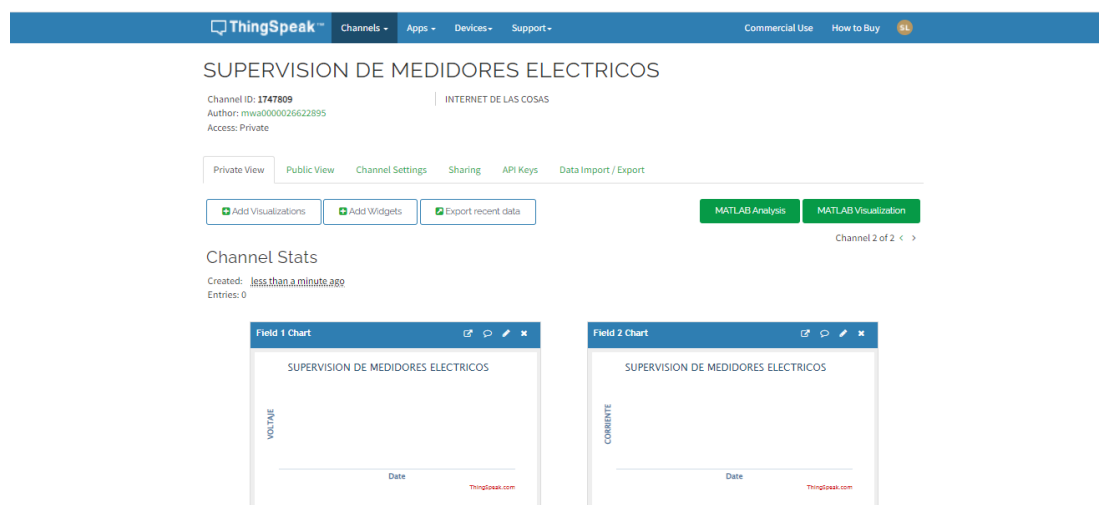 ThingSpeak™ Channels Apps Devices Support Commercial Use How to Buy SL
SUPERVISION DE MEDIDORES ELECTRICOS
Channel ID: 1747809 INTERNET DE LAS COSAS
Author: mwa0000026622895
Access: Private
Private View Public View Channel Settings Sharing API Keys Data Import / Export
Add Visualizations Add Widgets Export recent data MATLAB Analysis MATLAB Visualization
Channel 2 of 2 < >
Channel Stats
Created: less than a minute ago
Entries: 0
Field 1 Chart
SUPERVISION DE MEDIDORES ELECTRICOS
VOLTAJE
Date
ThingSpeak.com
Field 2 Chart
SUPERVISION DE MEDIDORES ELECTRICOS
CORRIENTE
Date
ThingSpeak.com